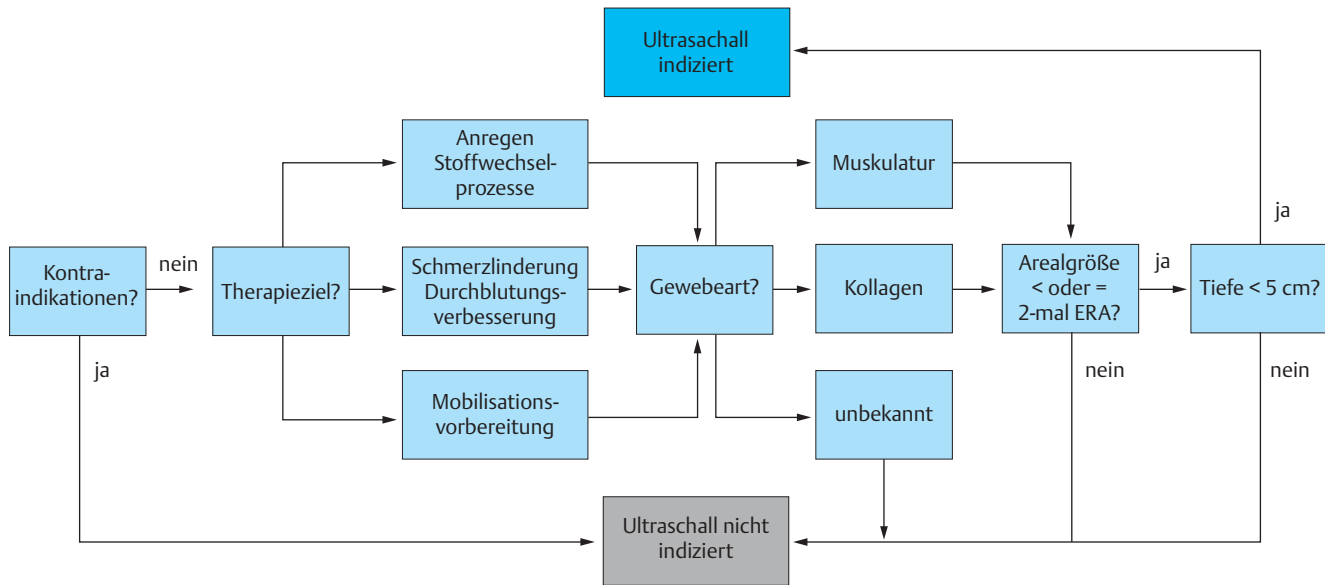 Ultrasachall
indiziert
Anregen
Stoffwechsel-
prozesse
Muskulatur
ja
Kontra-
indikationen?
nein
Therapieziel?
Schmerzlinderung
Durchblutungs-
verbesserung
Gewebeart?
Kollagen
Arealgröße
< oder =
2-mal ERA?
ja
Tiefe < 5 cm?
ja
nein
nein
Mobilisations-
vorbereitung
unbekannt
Ultraschall nicht
indiziert